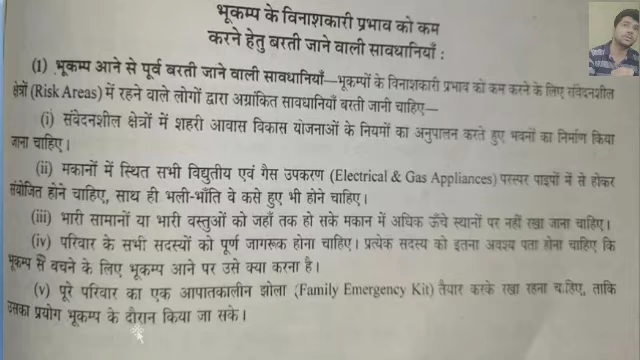 भूकम्प के विनाशकारी प्रभाव को कम
करने हेतु बरती जाने वाली सावधानियाँ :
(1) भूकम्प आने से पूर्व बरती जाने वाली सावधानियाँ—भूकम्पों के विनाशकारी प्रभाव को कम करने के लिए संवेदनशील
क्षेत्रों (Risk Areas) में रहने वाले लोगों द्वारा अग्रांकित सावधानियाँ बरती जानी चाहिए—
(i) संवेदनशील क्षेत्रों में शहरी आवास विकास योजनाओं के नियमों का अनुपालन करते हुए भवनों का निर्माण किया
जाना चाहिए।
(ii) मकानों में स्थित सभी विद्युतीय एवं गैस उपकरण (Electrical & Gas Appliances) परस्पर पाइपों में से होकर
संयोजित होने चाहिए, साथ ही भली-भाँति वे कसे हुए भी होने चाहिए।
(iii) भारी सामानों या भारी वस्तुओं को जहाँ तक हो सके मकान में अधिक ऊँचे स्थानों पर नहीं रखा जाना चाहिए।
(iv) परिवार के सभी सदस्यों को पूर्ण जागरूक होना चाहिए। प्रत्येक सदस्य को इतना अवश्य पता होना चाहिए कि
भूकम्प से बचने के लिए भूकम्प आने पर उसे क्या करना है।
(v) पूरे परिवार का एक आपातकालीन झोला (Family Emergency Kit) तैयार करके रखा रहना चाहिए, ताकि
उसका प्रयोग भूकम्प के दौरान किया जा सके।